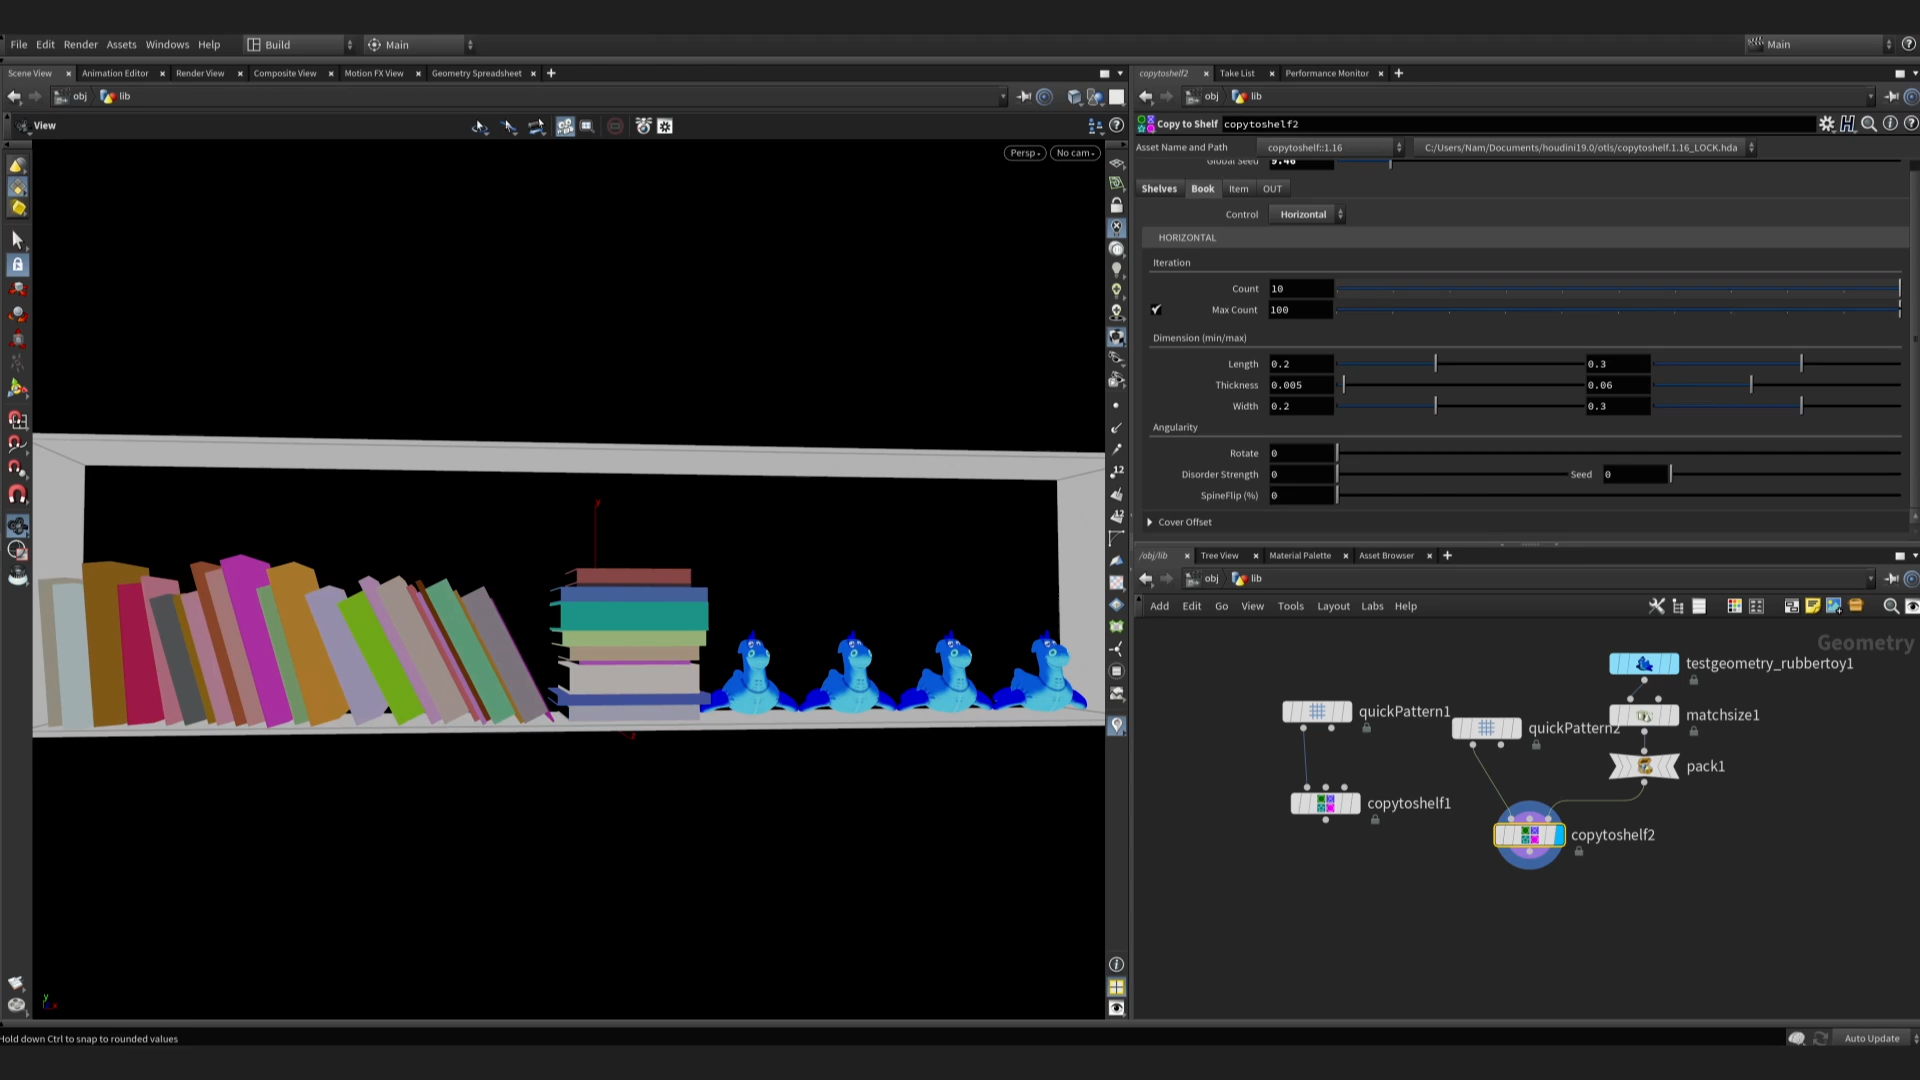 File Edit Render Assets Windows Help Build Main Main
Scene View Animation Editor Render View Composite View Motion FX View Geometry Spreadsheet
obj lib
View
Persp No cam
y
z
12
12
y
x
copytoshelf2 Take List Performance Monitor
obj lib
Copy to Shelf copytoshelf2
Asset Name and Path copytoshelf::1.16 C:/Users/Nam/Documents/houdini19.0/otls/copytoshelf.1.16_LOCK.hda
Global Seed 9.46
Shelves Book Item OUT
Control Horizontal
HORIZONTAL
Iteration
Count 10
Max Count 100
Dimension (min/max)
Length 0.2 0.3
Thickness 0.005 0.06
Width 0.2 0.3
Angularity
Rotate 0
Disorder Strength 0 Seed 0
SpineFlip (%) 0
Cover Offset
/obj/lib Tree View Material Palette Asset Browser
obj lib
Add Edit Go View Tools Layout Labs Help
Geometry
testgeometry_rubbertoy1
quickPattern1
matchsize1
quickPattern2
pack1
copytoshelf1
copytoshelf2
Hold down Ctrl to snap to rounded values
Auto Update